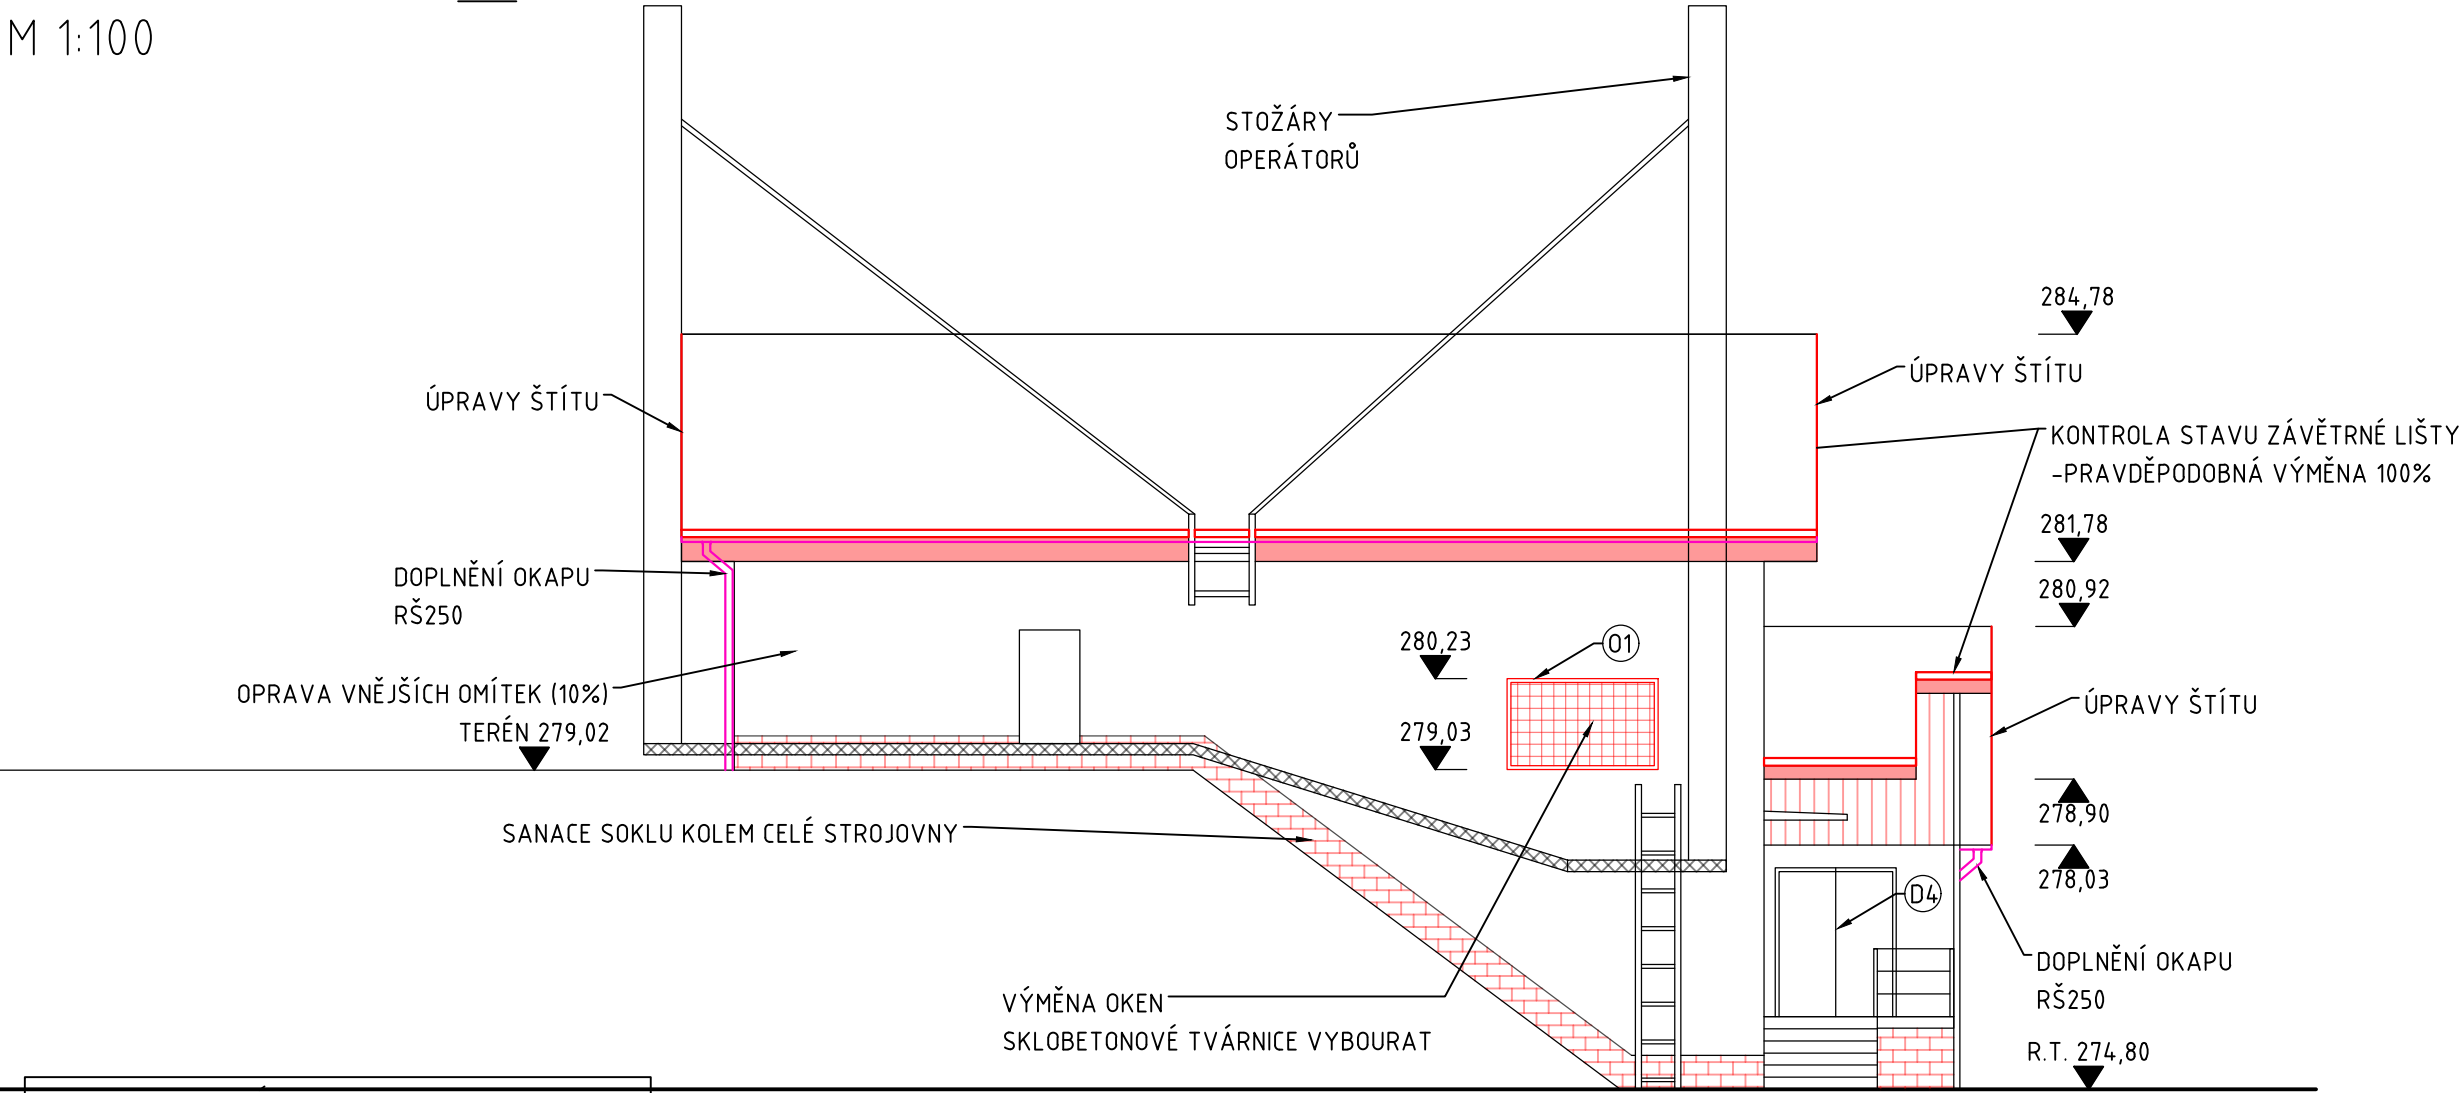 M 1:100
STOŽÁRY
OPERÁTORŮ
284,78
ÚPRAVY ŠTÍTU
ÚPRAVY ŠTÍTU
KONTROLA STAVU ZÁVĚTRNÉ LIŠTY
-PRAVDĚPODOBNÁ VÝMĚNA 100%
281,78
DOPLNĚNÍ OKAPU
RŠ250
280,92
280,23
O1
OPRAVA VNĚJŠÍCH OMÍTEK (10%)
TERÉN 279,02
279,03
ÚPRAVY ŠTÍTU
278,90
SANACE SOKLU KOLEM CELÉ STROJOVNY
278,03
D4
DOPLNĚNÍ OKAPU
RŠ250
VÝMĚNA OKEN
SKLOBETONOVÉ TVÁRNICE VYBOURAT
R.T. 274,80